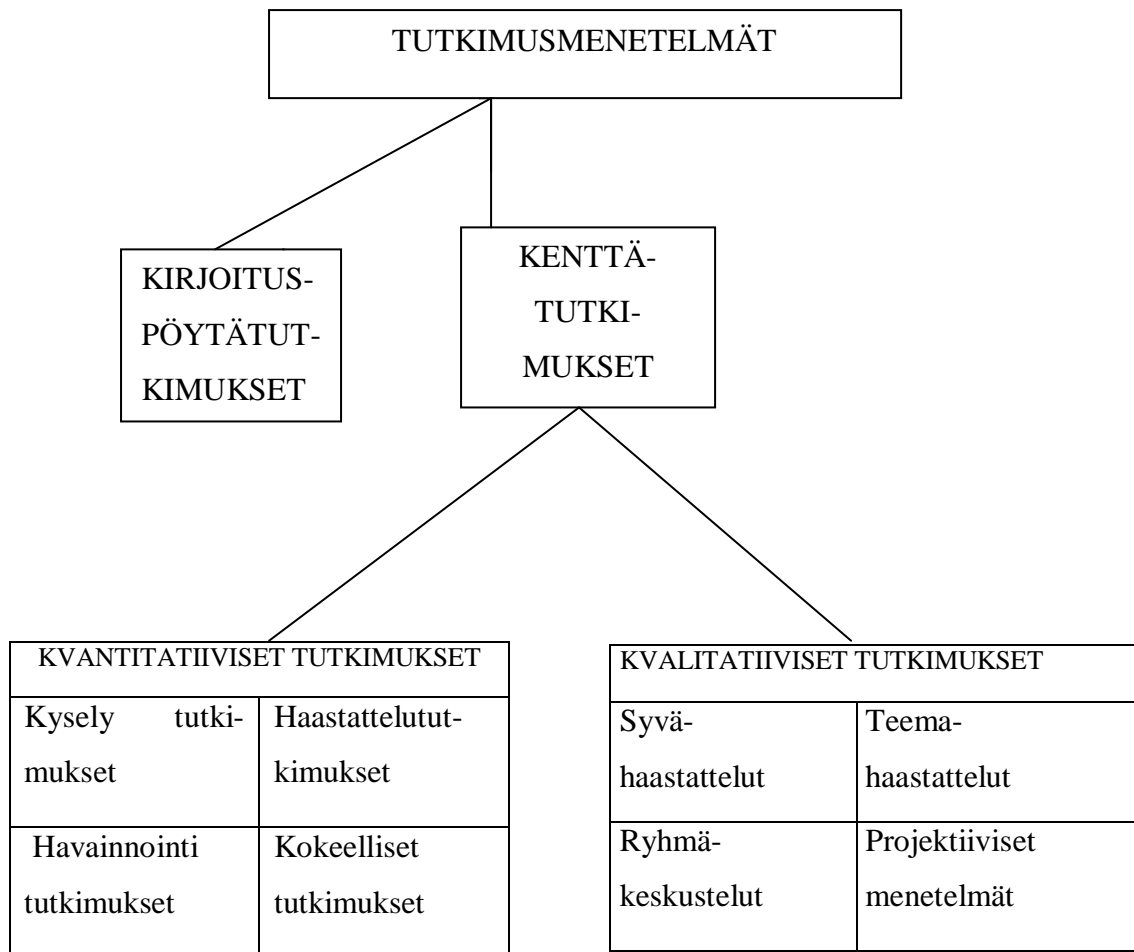 TUTKIMUSMENETELMÄT
KIRJOITUS-
PÖYTÄTUT-
KIMUKSET
KENTTÄ-
TUTKI-
MUKSET
KVANTITATIIVISET TUTKIMUKSET
Kysely tutki-
mukset
Haastattelutut-
kimukset
Havainnointi
tutkimukset
Kokeelliset
tutkimukset
KVALITATIIVISET TUTKIMUKSET
Syvä-
haastattelut
Teema-
haastattelut
Ryhmä-
keskustelut
Projektiiviset
menetelmät